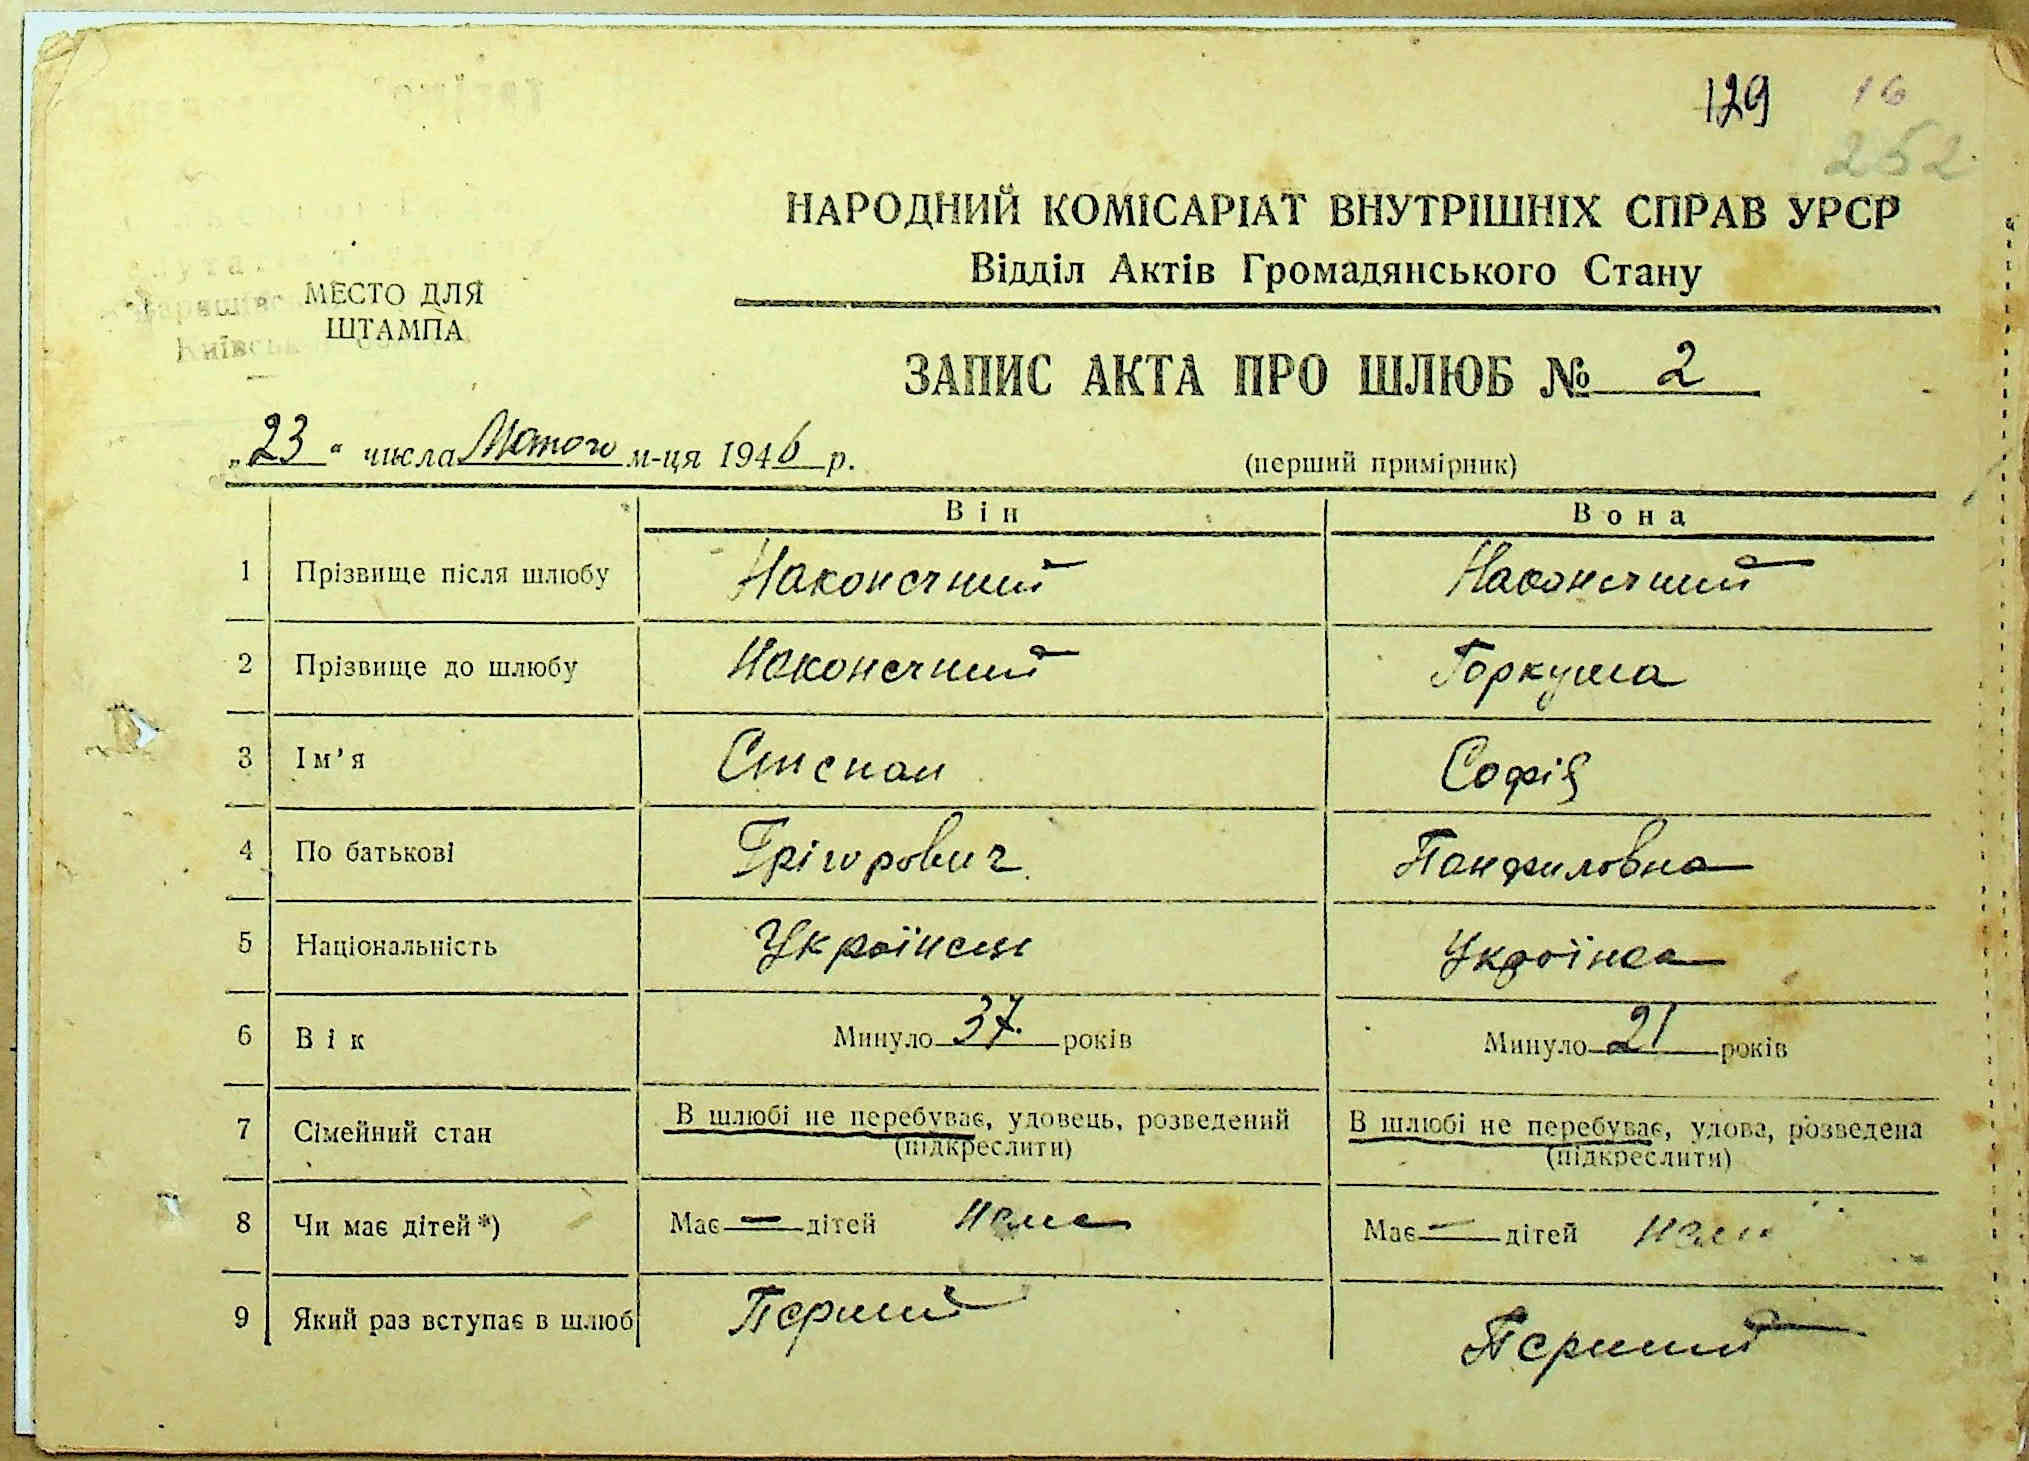 129 16
252
НАРОДНИЙ КОМІСАРІАТ ВНУТРІШНІХ СПРАВ УРСР
Відділ Актів Громадянського Стану
МЕСТО ДЛЯ
ШТАМПА
ЗАПИС АКТА ПРО ШЛЮБ № 2
„23“ числа Лютого м-ця 1946 р.
(перший примірник)
Він Вона
1 Прізвище після шлюбу Наконечний Наконечний
2 Прізвище до шлюбу Наконечний Горкуша
3 Ім'я Степан Софія
4 По батькові Грігорович Панфиловна
5 Національність Українець Українка
6 Вік Минуло 37 років Минуло 21 років
7 Сімейний стан В шлюбі не перебуває, удовець, розведений В шлюбі не перебуває, удова, розведена
(підкреслити) (підкреслити)
8 Чи має дітей*) Має — дітей нема Має — дітей нема
9 Який раз вступає в шлюб Перший Перший